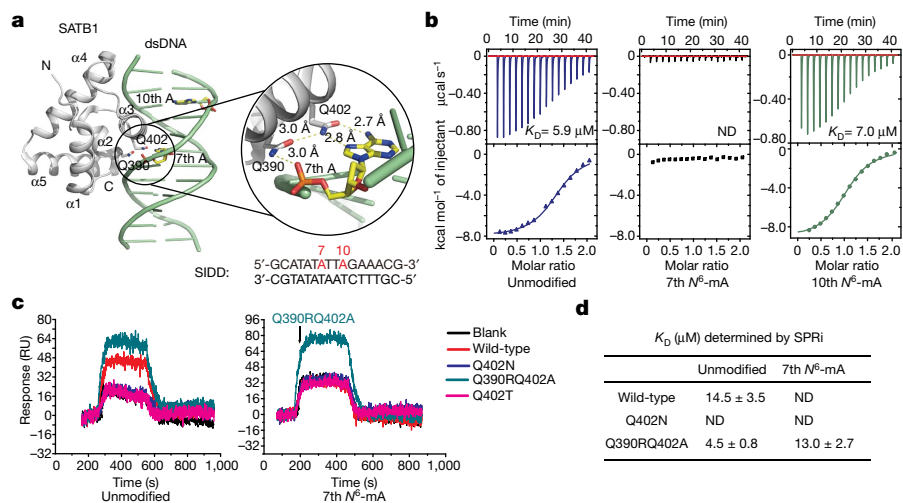 a
SATB1
dsDNA
α4
N
10th A
α3
Q402
α2
7th A
α5
C
α1
Q402
3.0 Å
2.7 Å
2.8 Å
3.0 Å
Q390
7th A
7 10
SIDD:
5′-GCATATATTAGAAACG-3′
3′-CGTATATAATCTTTGC-5′
b
Time (min)
0 10 20 30 40
Time (min)
0 10 20 30 40
Time (min)
0 10 20 30 40
µcal s⁻¹
0
−0.40
−0.80
K_D= 5.9 µM
0
−0.40
−0.80
ND
0
−0.40
−0.80
K_D= 7.0 µM
kcal mol⁻¹ of injectant
0
−4.0
−8.0
0
−4.0
−8.0
0
−4.0
−8.0
0 0.5 1.0 1.5 2.0
Molar ratio
Unmodified
0 0.5 1.0 1.5 2.0
Molar ratio
7th N⁶-mA
0 0.5 1.0 1.5 2.0
Molar ratio
10th N⁶-mA
c
Response (RU)
80
64
48
32
16
0
−16
−32
0 200 400 600 800 1,000
Time (s)
Unmodified
Q390RQ402A
96
80
64
48
32
16
0
−16
−32
0 200 400 600 800 1,000
Time (s)
7th N⁶-mA
Blank
Wild-type
Q402N
Q390RQ402A
Q402T
d
K_D (µM) determined by SPRi
Unmodified 7th N⁶-mA
Wild-type 14.5 ± 3.5 ND
Q402N ND ND
Q390RQ402A 4.5 ± 0.8 13.0 ± 2.7